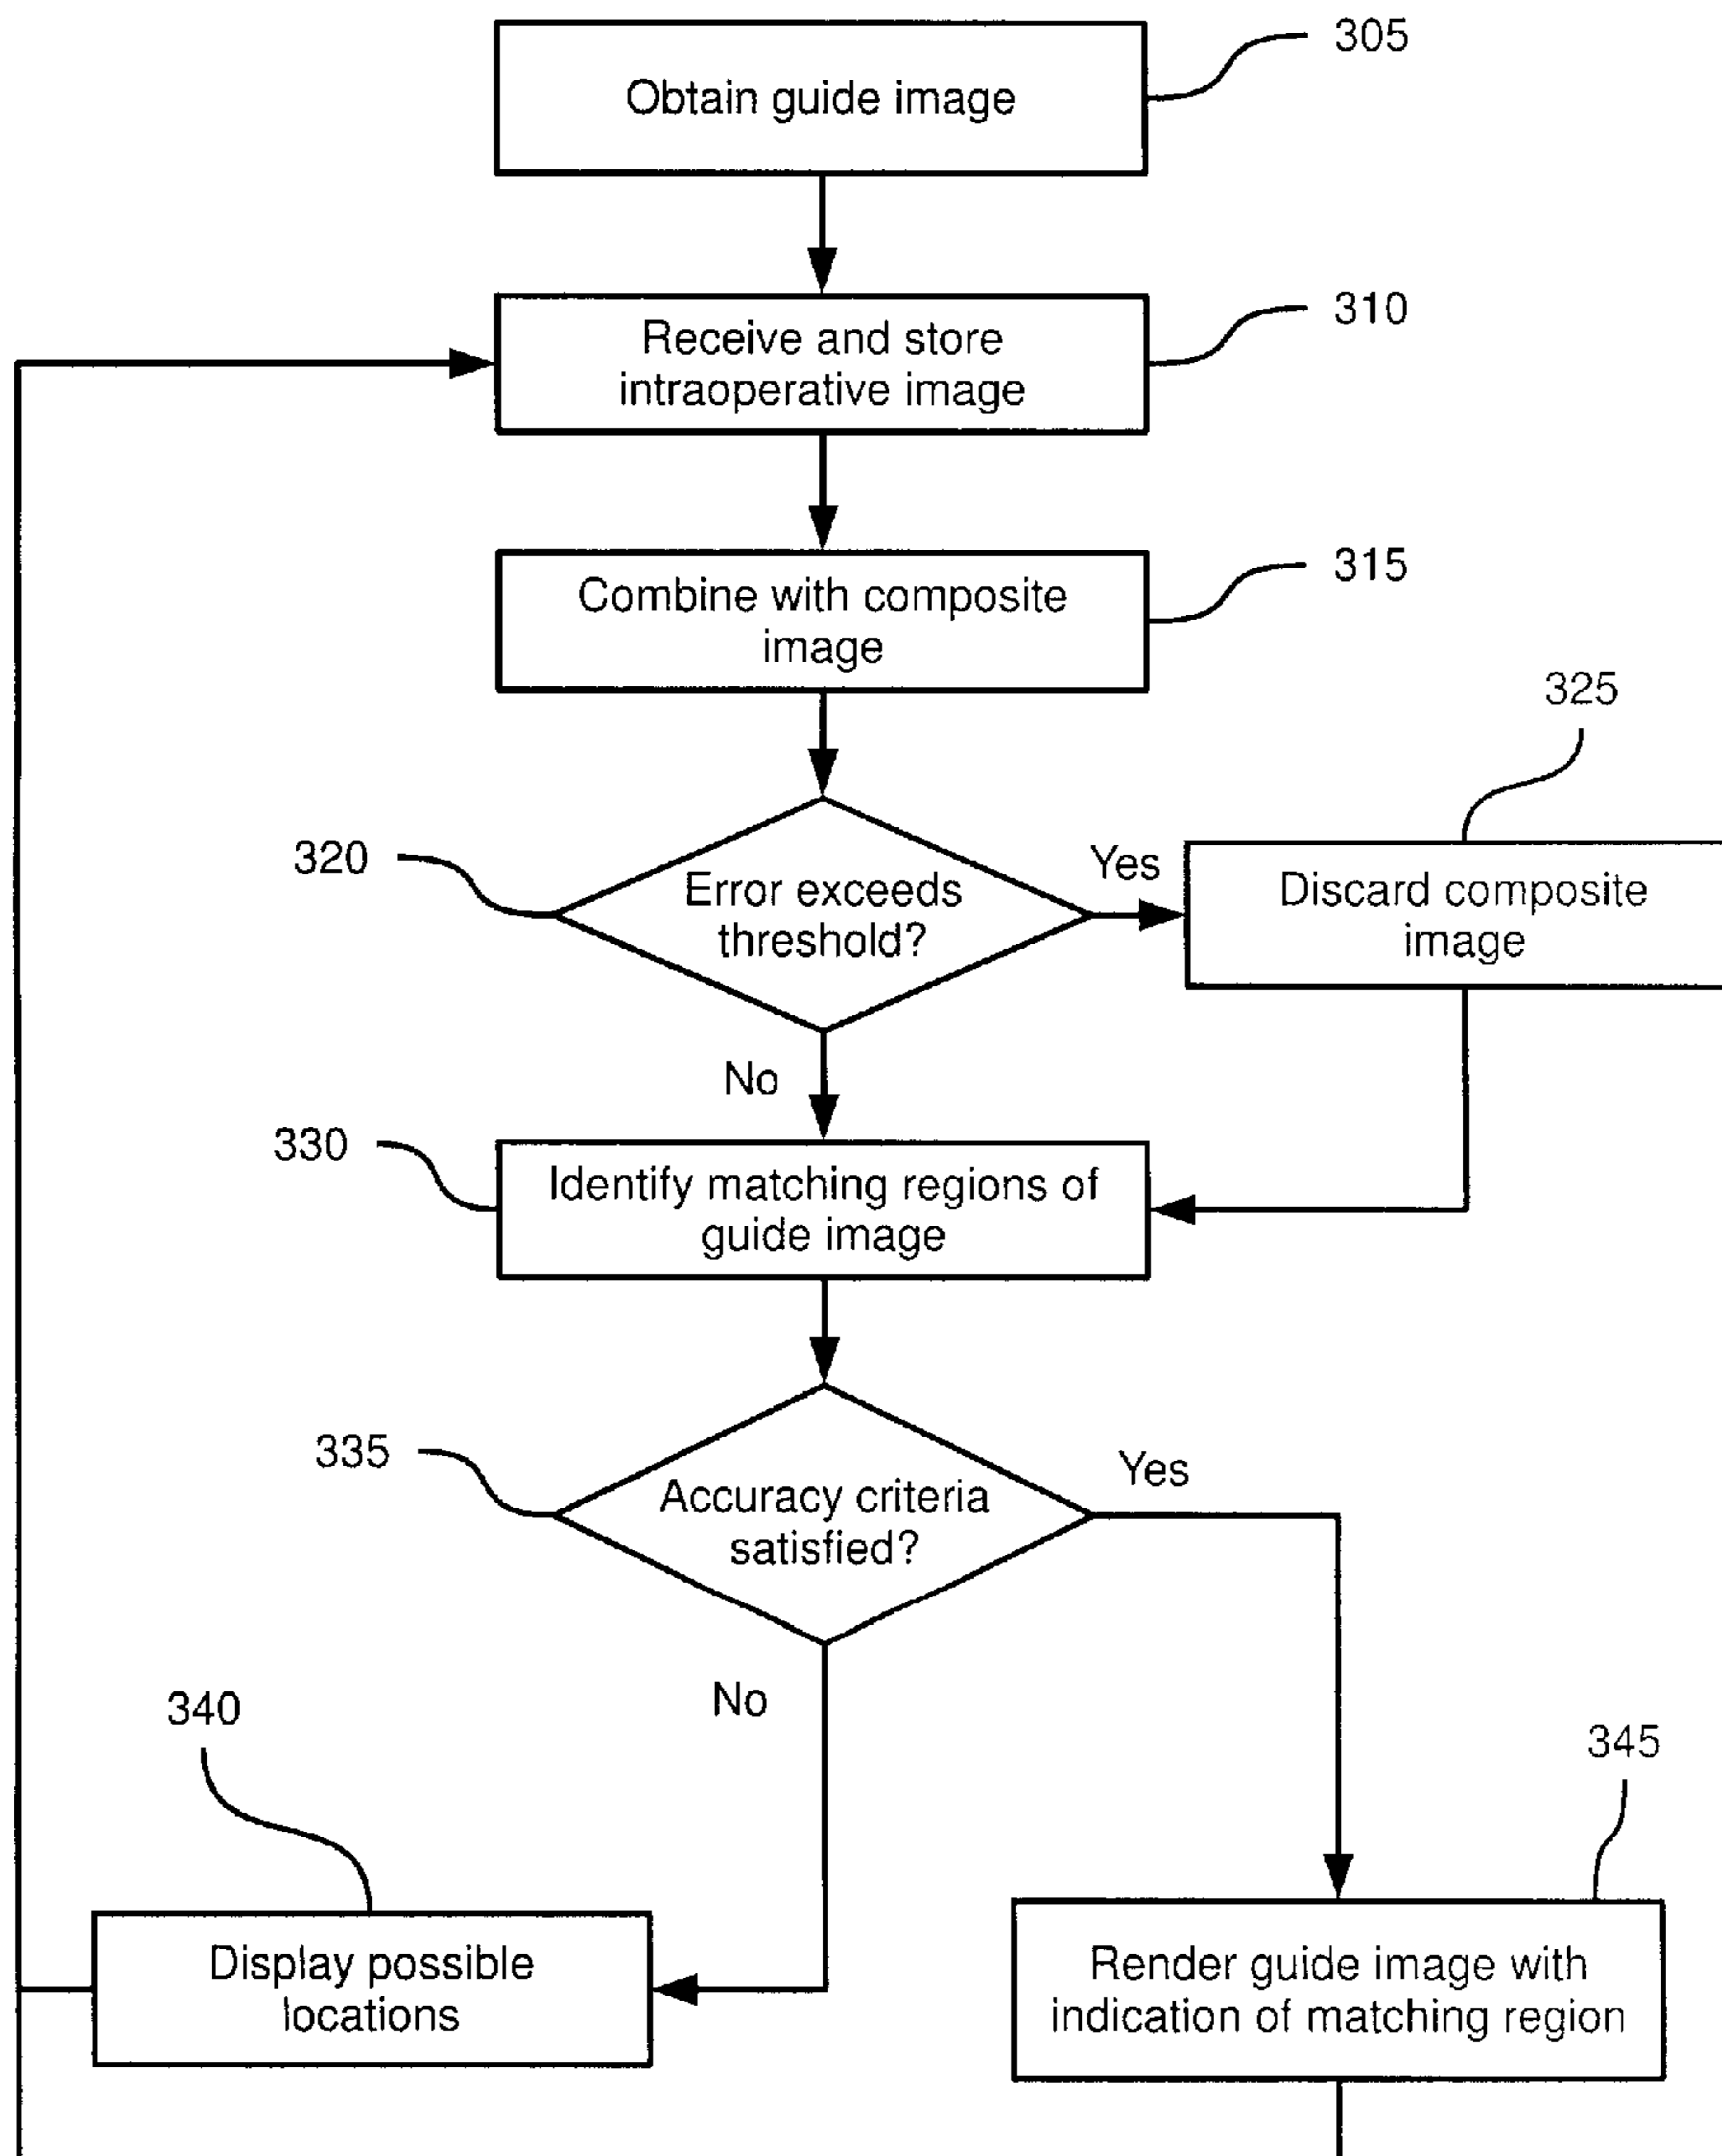 305
Obtain guide image
310
Receive and store
intraoperative image
315
Combine with composite
image
325
320
Error exceeds
threshold?
Yes
Discard composite
image
No
330
Identify matching regions of
guide image
335
Accuracy criteria
satisfied?
Yes
No
340
345
Display possible
locations
Render guide image with
indication of matching region